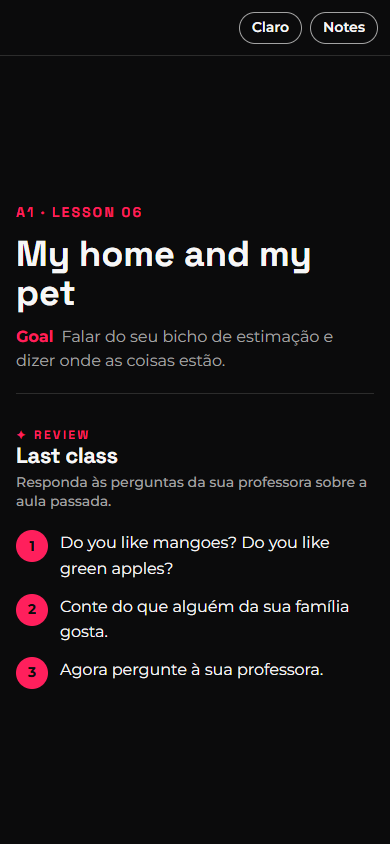 Claro
Notes
A1 · LESSON 06
My home and my
pet
Goal Falar do seu bicho de estimação e
dizer onde as coisas estão.
✦ REVIEW
Last class
Responda às perguntas da sua professora sobre a
aula passada.
1 Do you like mangoes? Do you like
green apples?
2 Conte do que alguém da sua família
gosta.
3 Agora pergunte à sua professora.